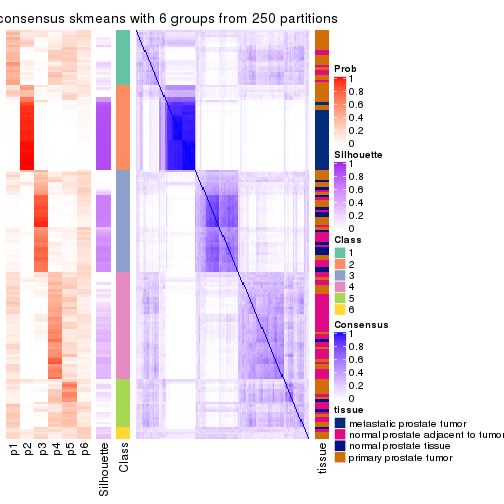 consensus skmeans with 6 groups from 250 partitions
Prob
1
0.8
0.6
0.4
0.2
0
Silhouette
1
0.8
0.6
0.4
0.2
0
Class
1
2
3
4
5
6
Consensus
1
0.8
0.6
0.4
0.2
0
tissue
metastatic prostate tumor
normal prostate adjacent to tumor
normal prostate tissue
primary prostate tumor
p1
p2
p3
p4
p5
p6
Silhouette
Class
tissue